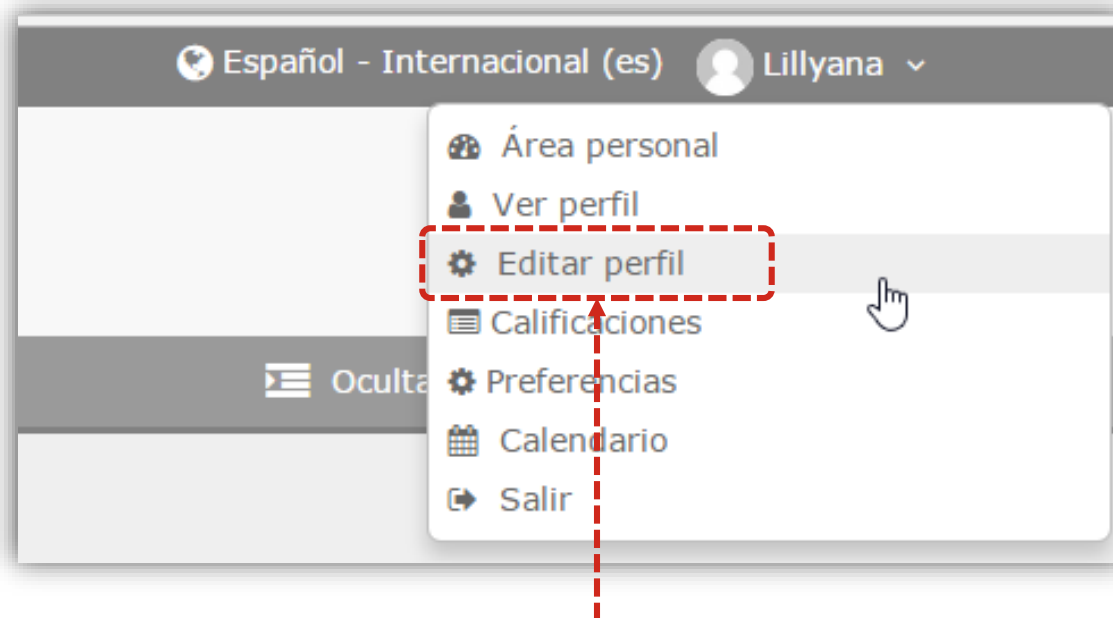 Español - Internacional (es) Lillyana
Área personal
Ver perfil
Editar perfil
Calificaciones
Oculta
Preferencias
Calendario
Salir